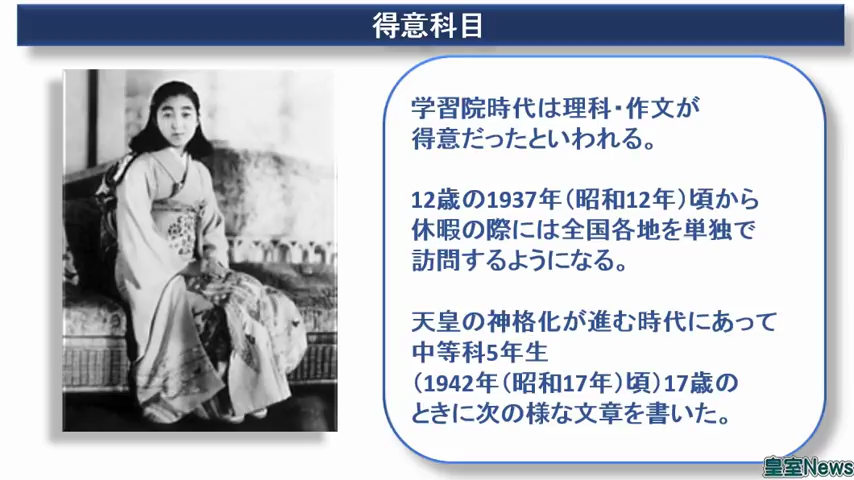 得意科目
学習院時代は理科・作文が
得意だったといわれる。
12歳の1937年（昭和12年）頃から
休暇の際には全国各地を単独で
訪問するようになる。
天皇の神格化が進む時代にあって
中等科5年生
（1942年（昭和17年）頃）17歳の
ときに次の様な文章を書いた。
皇室News